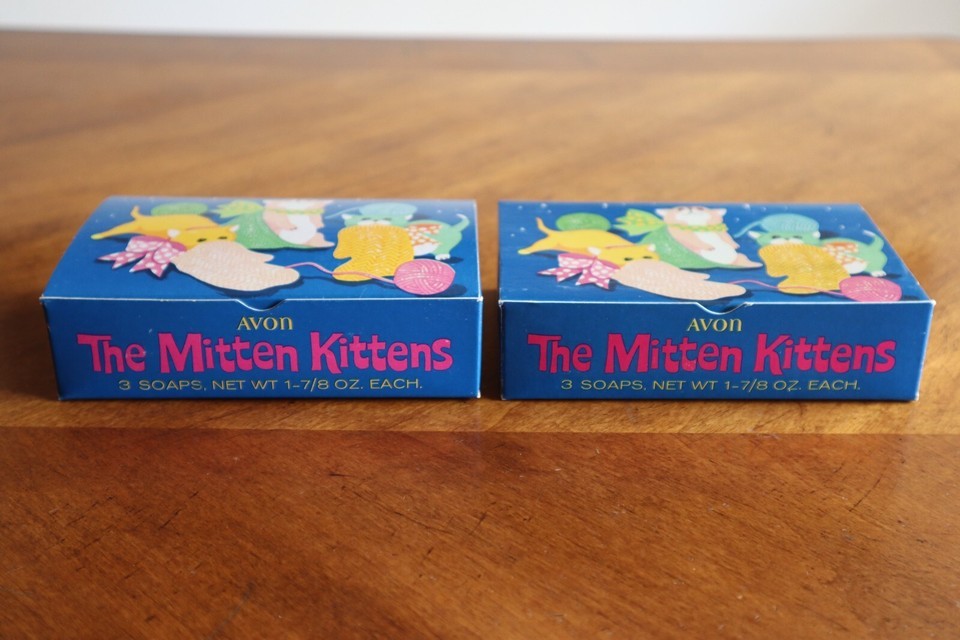 AVON
The Mitten Kittens
3 SOAPS, NET WT 1-7/8 OZ. EACH.
AVON
The Mitten Kittens
3 SOAPS, NET WT 1-7/8 OZ. EACH.